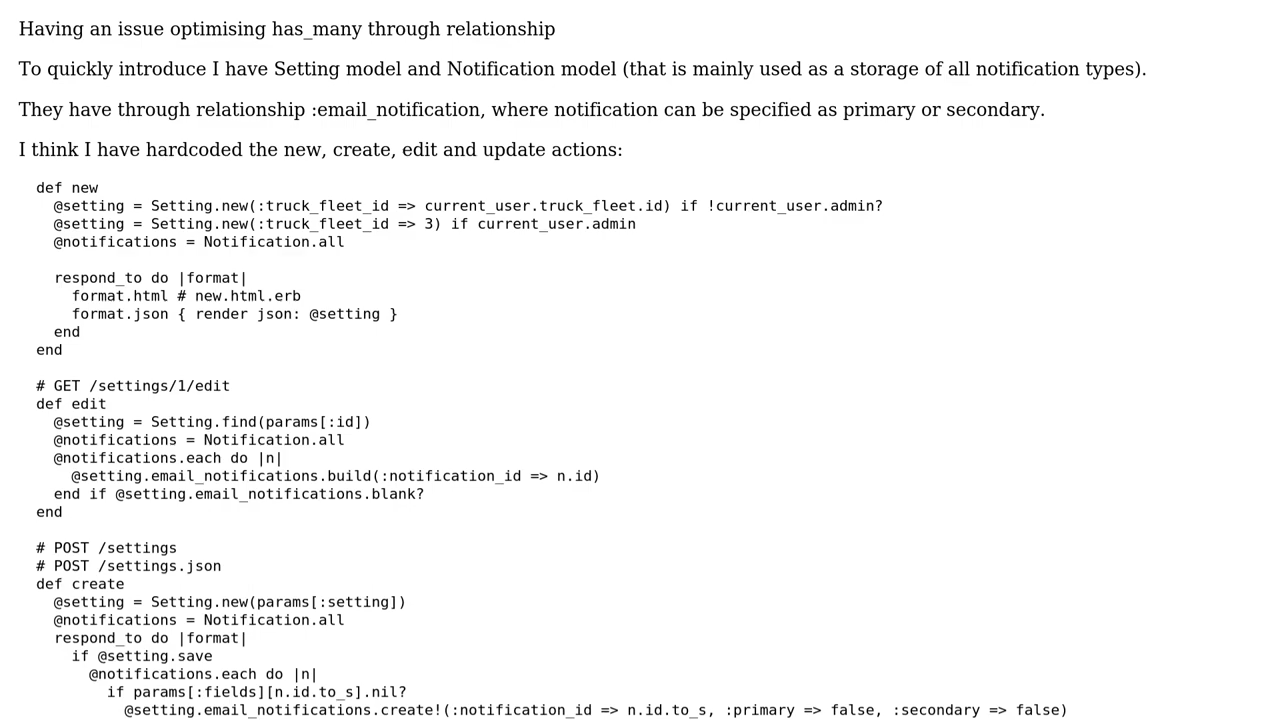 Having an issue optimising has_many through relationship
To quickly introduce I have Setting model and Notification model (that is mainly used as a storage of all notification types).
They have through relationship :email_notification, where notification can be specified as primary or secondary.
I think I have hardcoded the new, create, edit and update actions:
def new
  @setting = Setting.new(:truck_fleet_id => current_user.truck_fleet.id) if !current_user.admin?
  @setting = Setting.new(:truck_fleet_id => 3) if current_user.admin
  @notifications = Notification.all

  respond_to do |format|
    format.html # new.html.erb
    format.json { render json: @setting }
  end
end

# GET /settings/1/edit
def edit
  @setting = Setting.find(params[:id])
  @notifications = Notification.all
  @notifications.each do |n|
    @setting.email_notifications.build(:notification_id => n.id)
  end if @setting.email_notifications.blank?
end

# POST /settings
# POST /settings.json
def create
  @setting = Setting.new(params[:setting])
  @notifications = Notification.all
  respond_to do |format|
    if @setting.save
      @notifications.each do |n|
        if params[:fields][n.id.to_s].nil?
          @setting.email_notifications.create!(:notification_id => n.id.to_s, :primary => false, :secondary => false)